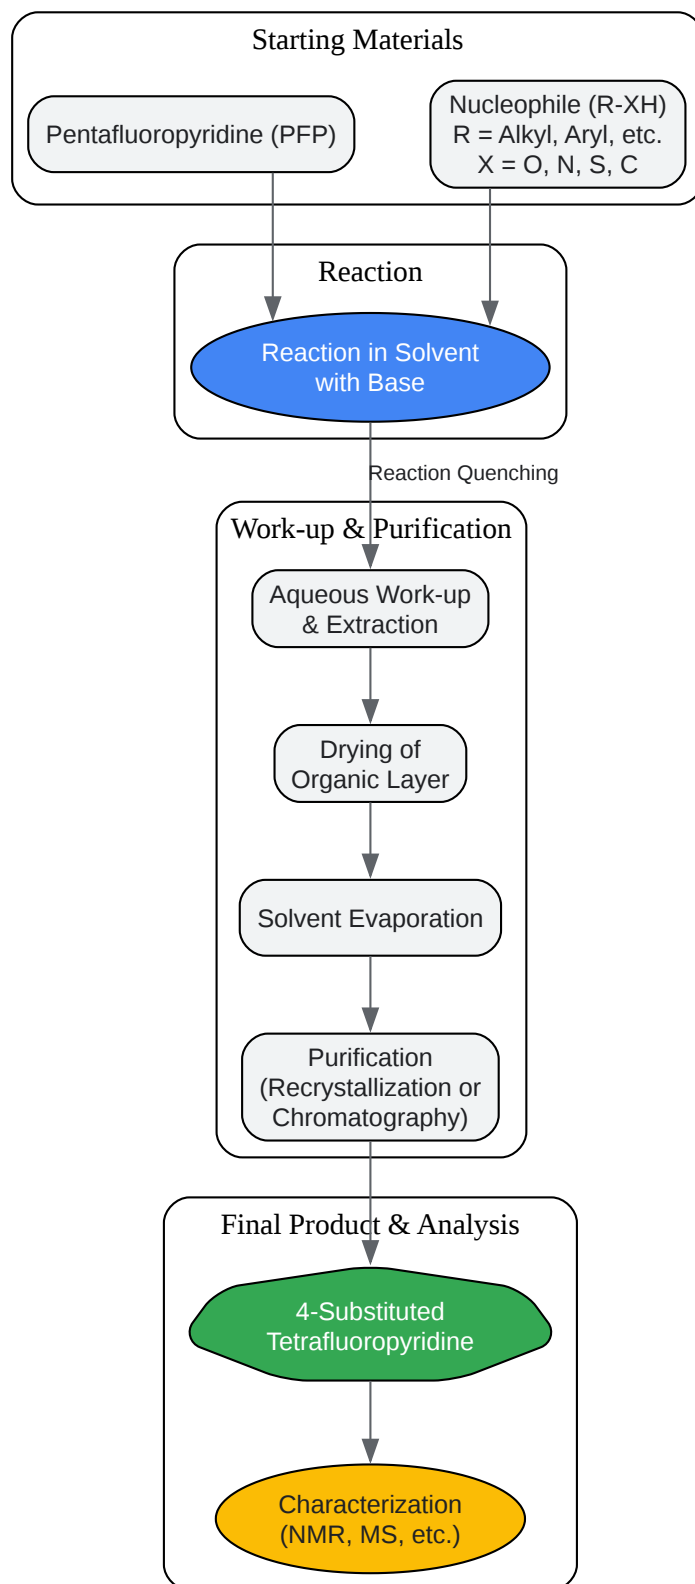 Starting Materials
Pentafluoropyridine (PFP)
Nucleophile (R-XH)
R = Alkyl, Aryl, etc.
X = O, N, S, C
Reaction
Reaction in Solvent
with Base
Reaction Quenching
Work-up & Purification
Aqueous Work-up
& Extraction
Drying of
Organic Layer
Solvent Evaporation
Purification
(Recrystallization or
Chromatography)
Final Product & Analysis
4-Substituted
Tetrafluoropyridine
Characterization
(NMR, MS, etc.)